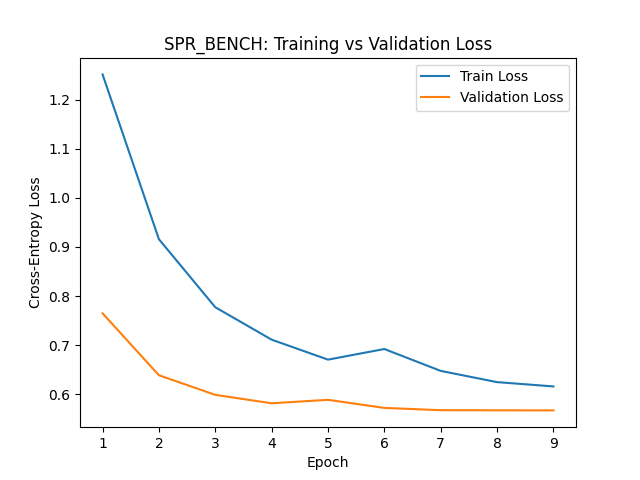 SPR_BENCH: Training vs Validation Loss
Train Loss
Validation Loss
Cross-Entropy Loss
1.2
1.1
1.0
0.9
0.8
0.7
0.6
1 2 3 4 5 6 7 8 9
Epoch